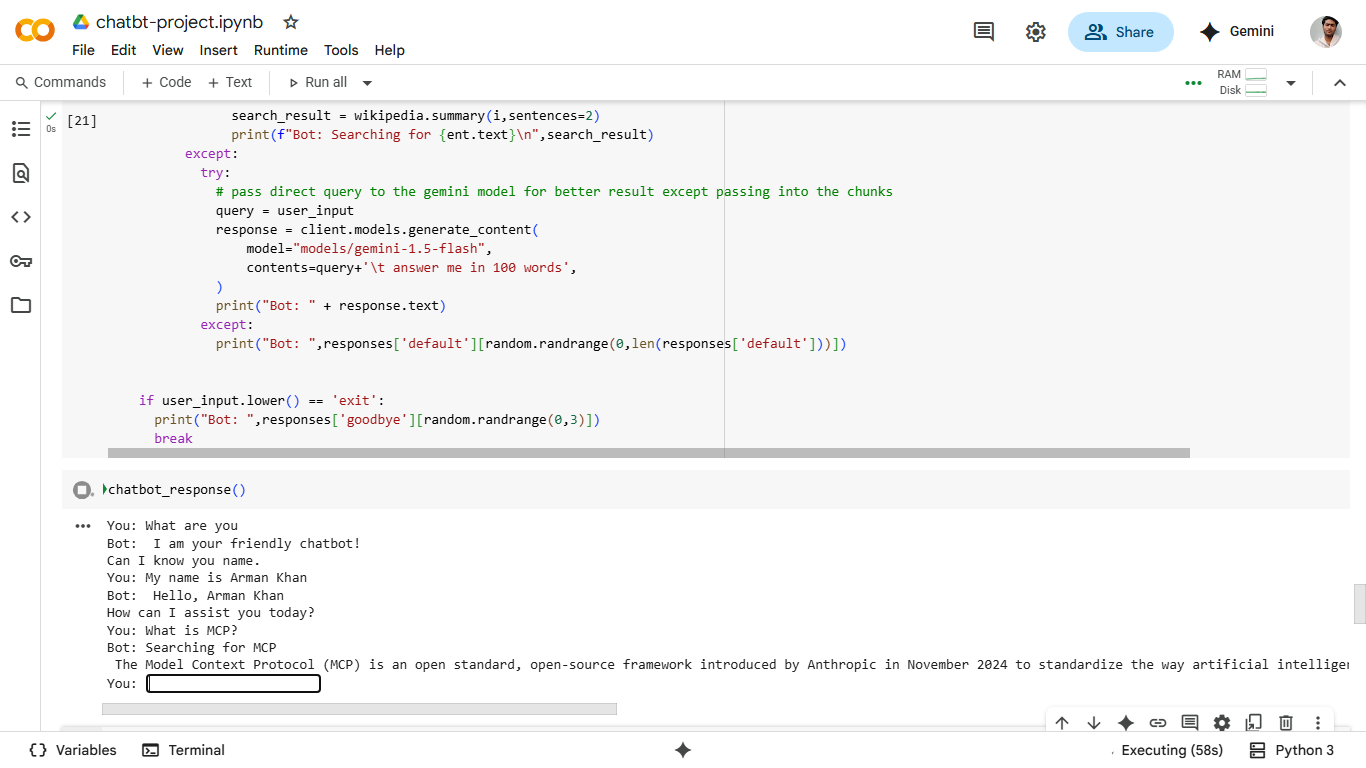 chatbt-project.ipynb
File Edit View Insert Runtime Tools Help
Share
Gemini
Commands + Code + Text Run all
RAM
Disk
[21]
0s
search_result = wikipedia.summary(i,sentences=2)
print(f"Bot: Searching for {ent.text}\n",search_result)
except:
try:
# pass direct query to the gemini model for better result except passing into the chunks
query = user_input
response = client.models.generate_content(
model="models/gemini-1.5-flash",
contents=query+'\t answer me in 100 words',
)
print("Bot: " + response.text)
except:
print("Bot: ",responses['default'][random.randrange(0,len(responses['default']))])
if user_input.lower() == 'exit':
print("Bot: ",responses['goodbye'][random.randrange(0,3)])
break
chatbot_response()
You: What are you
Bot:  I am your friendly chatbot!
Can I know you name.
You: My name is Arman Khan
Bot:  Hello, Arman Khan
How can I assist you today?
You: What is MCP?
Bot: Searching for MCP
The Model Context Protocol (MCP) is an open standard, open-source framework introduced by Anthropic in November 2024 to standardize the way artificial
You:
Variables Terminal
Executing (58s) Python 3